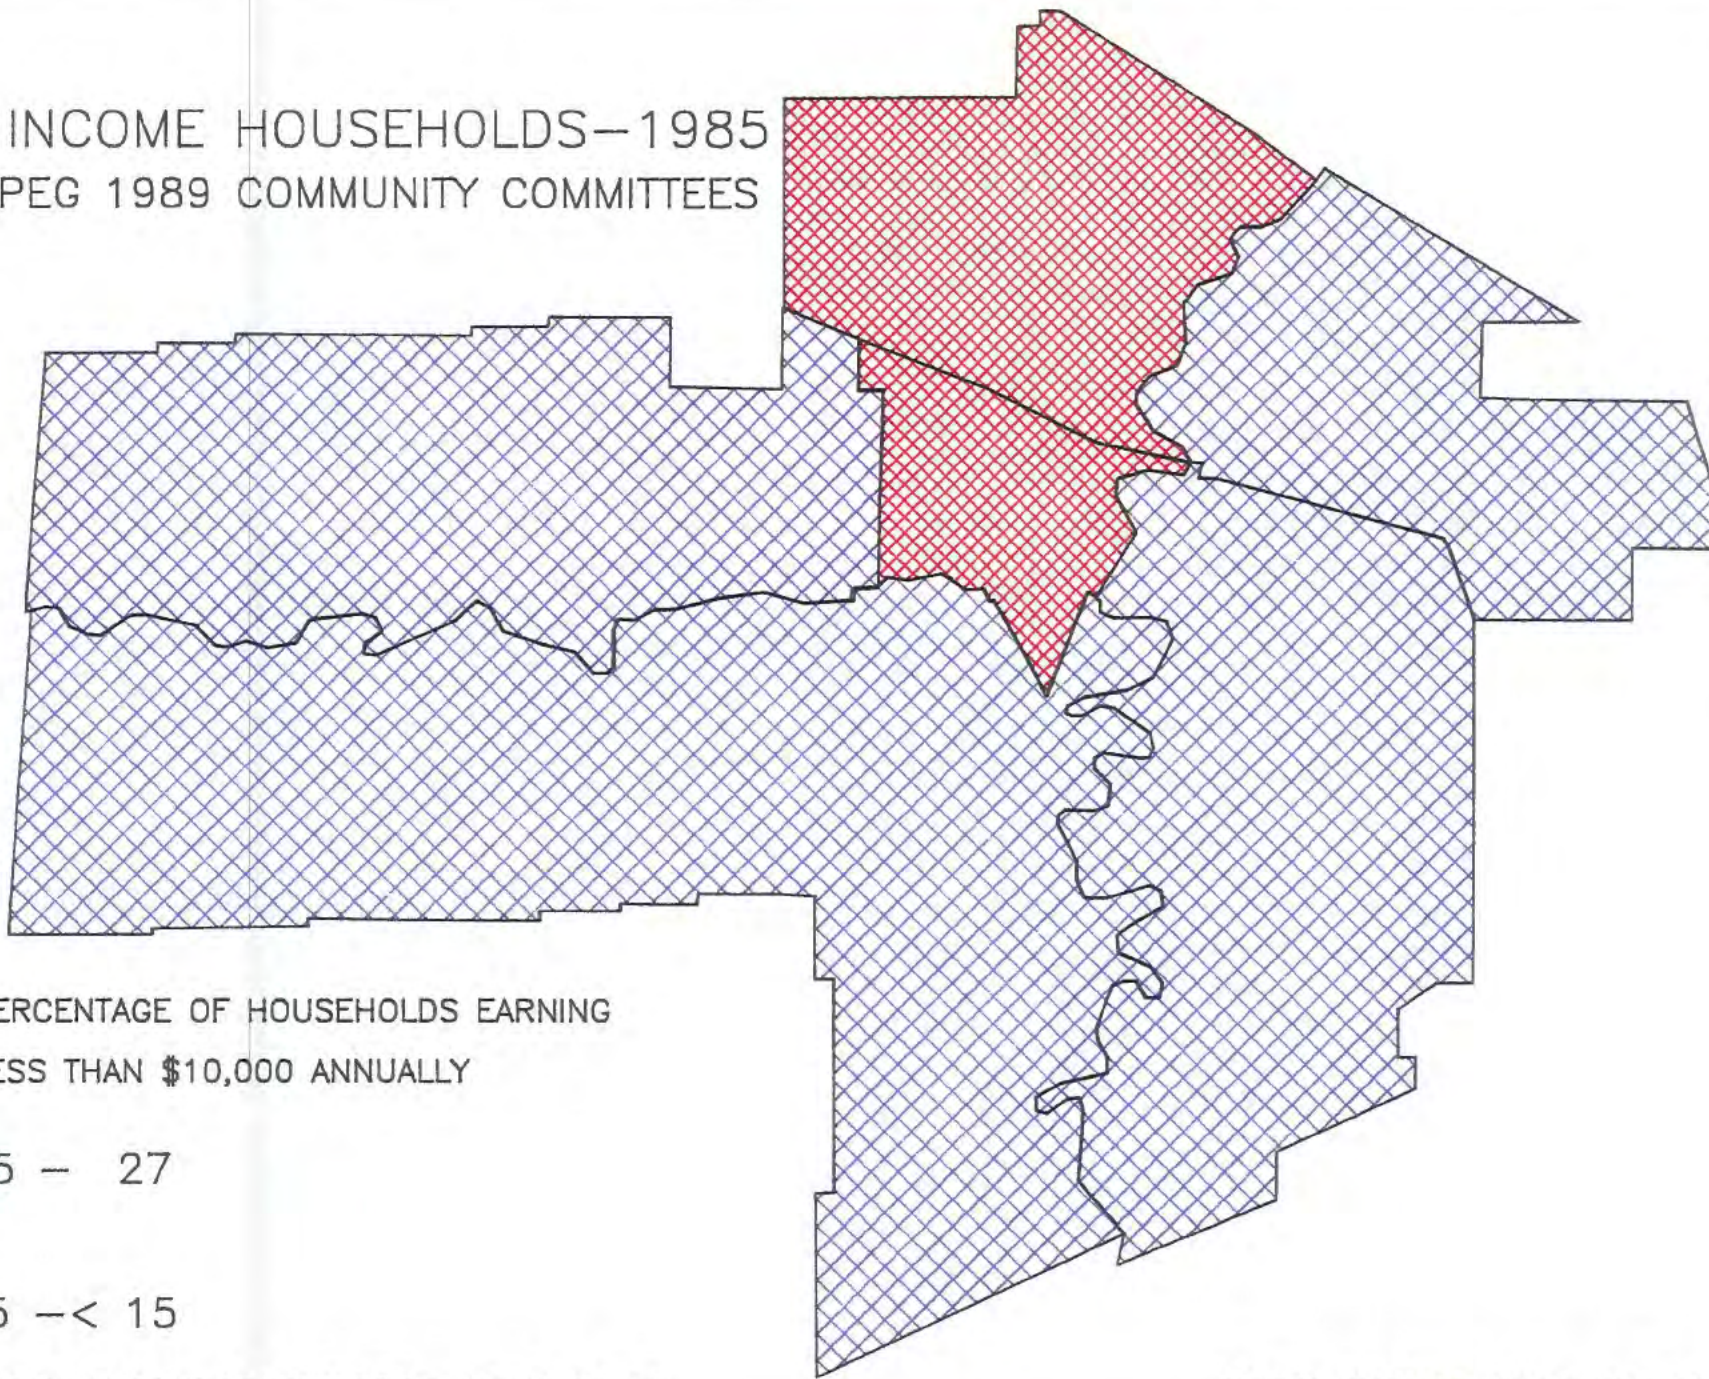 INCOME HOUSEHOLDS–1985
PEG 1989 COMMUNITY COMMITTEES
ERCENTAGE OF HOUSEHOLDS EARNING
ESS THAN $10,000 ANNUALLY
5 – 27
5 –< 15